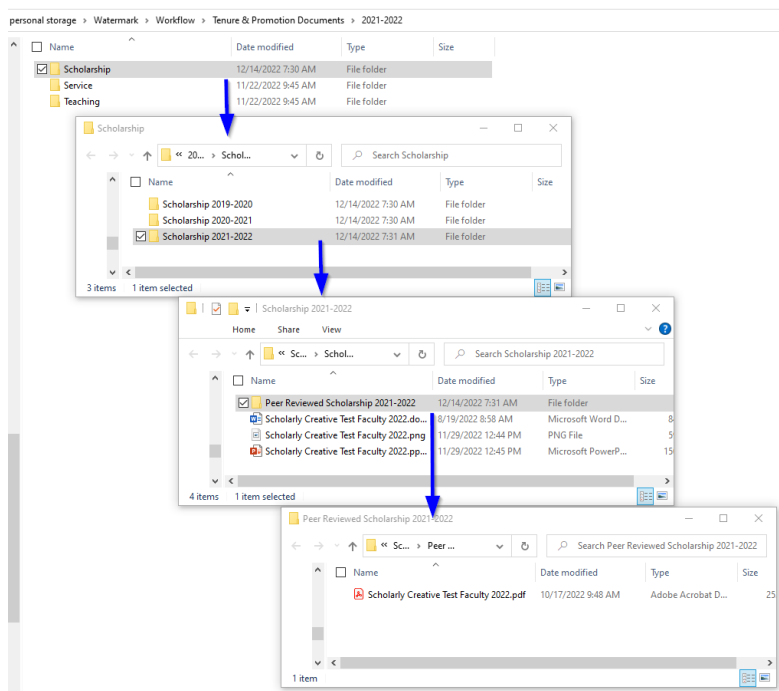 personal storage > Watermark > Workflow > Tenure & Promotion Documents > 2021-2022
Name Date modified Type Size
Scholarship 12/14/2022 7:30 AM File folder
Service 11/22/2022 9:45 AM File folder
Teaching 11/22/2022 9:45 AM File folder
Scholarship
« 20... > Schol... Search Scholarship
Name Date modified Type Size
Scholarship 2019-2020 12/14/2022 7:30 AM File folder
Scholarship 2020-2021 12/14/2022 7:30 AM File folder
Scholarship 2021-2022 12/14/2022 7:31 AM File folder
3 items 1 item selected
Scholarship 2021-2022
Home Share View
« Sc... > Schol... Search Scholarship 2021-2022
Name Date modified Type Size
Peer Reviewed Scholarship 2021-2022 12/14/2022 7:31 AM File folder
Scholarly Creative Test Faculty 2022.do... 8/19/2022 8:58 AM Microsoft Word D... 8
Scholarly Creative Test Faculty 2022.png 11/29/2022 12:44 PM PNG File 5
Scholarly Creative Test Faculty 2022.pp... 11/29/2022 12:45 PM Microsoft PowerP... 15
4 items 1 item selected
Peer Reviewed Scholarship 2021-2022
« Sc... > Peer ... Search Peer Reviewed Scholarship 2021-2022
Name Date modified Type Size
Scholarly Creative Test Faculty 2022.pdf 10/17/2022 9:48 AM Adobe Acrobat D... 25
1 item